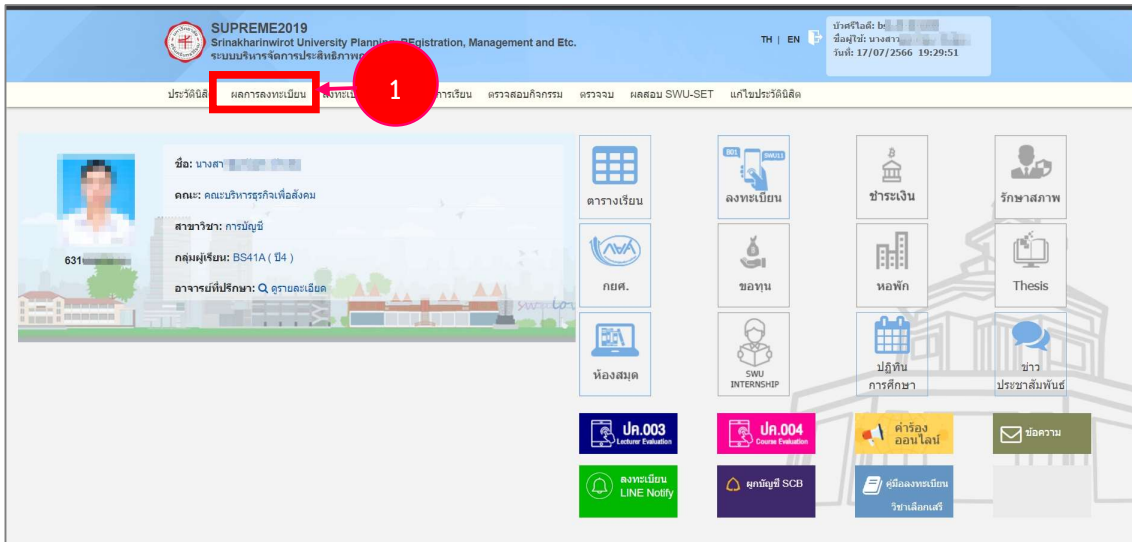 SUPREME2019
Srinakharinwirot University Planning, REgistration, Management and Etc.
ระบบบริหารจัดการประสิทธิภาพ
TH | EN
บัวศรีไอดี: b
ชื่อผู้ใช้: นางสาว
วันที่: 17/07/2566 19:29:51
ประวัตินิสิ
ผลการลงทะเบียน
ลงทะเบี
1
การเรียน
ตรวจสอบกิจกรรม
ตรวจจบ
ผลสอบ SWU-SET
แก้ไขประวัตินิสิต
ชื่อ: นางสา
คณะ: คณะบริหารธุรกิจเพื่อสังคม
สาขาวิชา: การบัญชี
กลุ่มผู้เรียน: BS41A ( ปี4 )
อาจารย์ที่ปรึกษา: ดูรายละเอียด
631
ตารางเรียน
B01
SWU11
ลงทะเบียน
ชำระเงิน
รักษาสภาพ
กยศ
กยศ.
ขอทุน
หอพัก
Thesis
ห้องสมุด
SWU
INTERNSHIP
ปฏิทิน
การศึกษา
ข่าว
ประชาสัมพันธ์
ปค.003
Lecturer Evaluation
ปค.004
Course Evaluation
คำร้อง
ออนไลน์
ข้อความ
ลงทะเบียน
LINE Notify
ผูกบัญชี SCB
คู่มือลงทะเบียน
วิชาเลือกเสรี